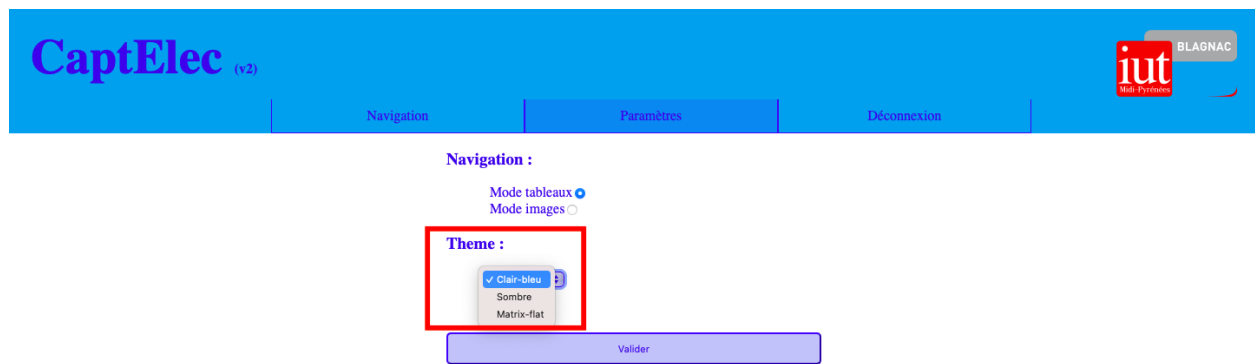 CaptElec (v2)
BLAGNAC
iut
Midi-Pyrénées
Navigation
Paramètres
Déconnexion
Navigation :
Mode tableaux
Mode images
Theme :
✓ Clair-bleu
Sombre
Matrix-flat
Valider